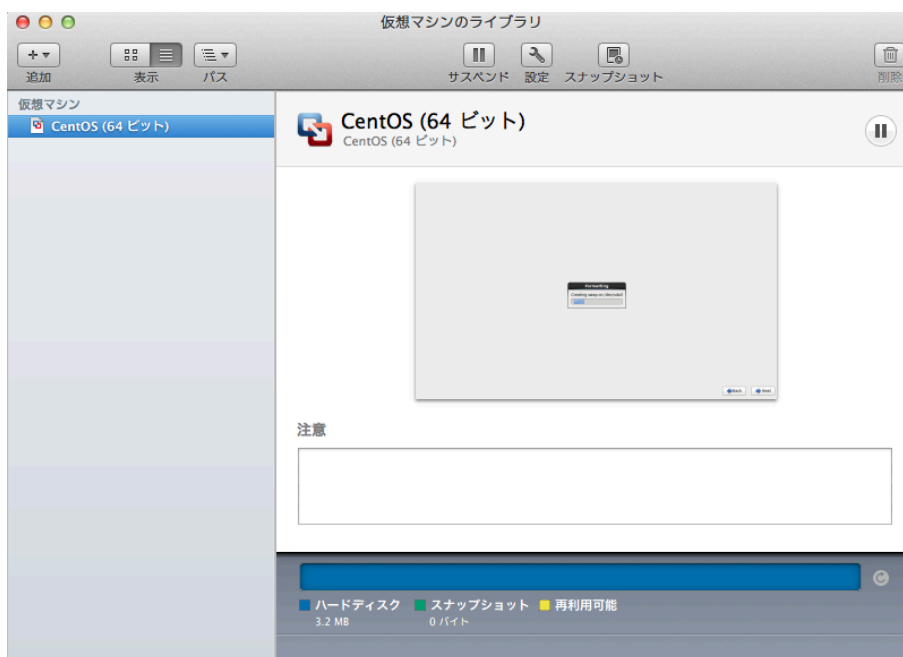 仮想マシンのライブラリ
追加 表示 パス サスペンド 設定 スナップショット 削除
仮想マシン
CentOS (64 ビット)
CentOS (64 ビット)
CentOS (64 ビット)
Formatting
Back Next
注意
ハードディスク スナップショット 再利用可能
3.2 MB 0 バイト